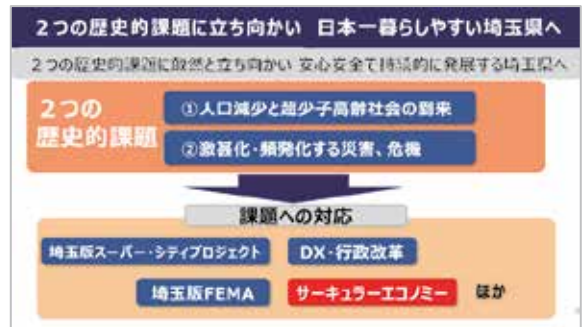 ２つの歴史的課題に立ち向かい 日本一暮らしやすい埼玉県へ
２つの歴史的課題に敢然と立ち向かい 安心安全で持続的に発展する埼玉県へ
２つの
歴史的課題
①人口減少と超少子高齢社会の到来
②激甚化・頻発化する災害、危機
課題への対応
埼玉版スーパー・シティプロジェクト
DX・行政改革
埼玉版FEMA
サーキュラーエコノミー
ほか